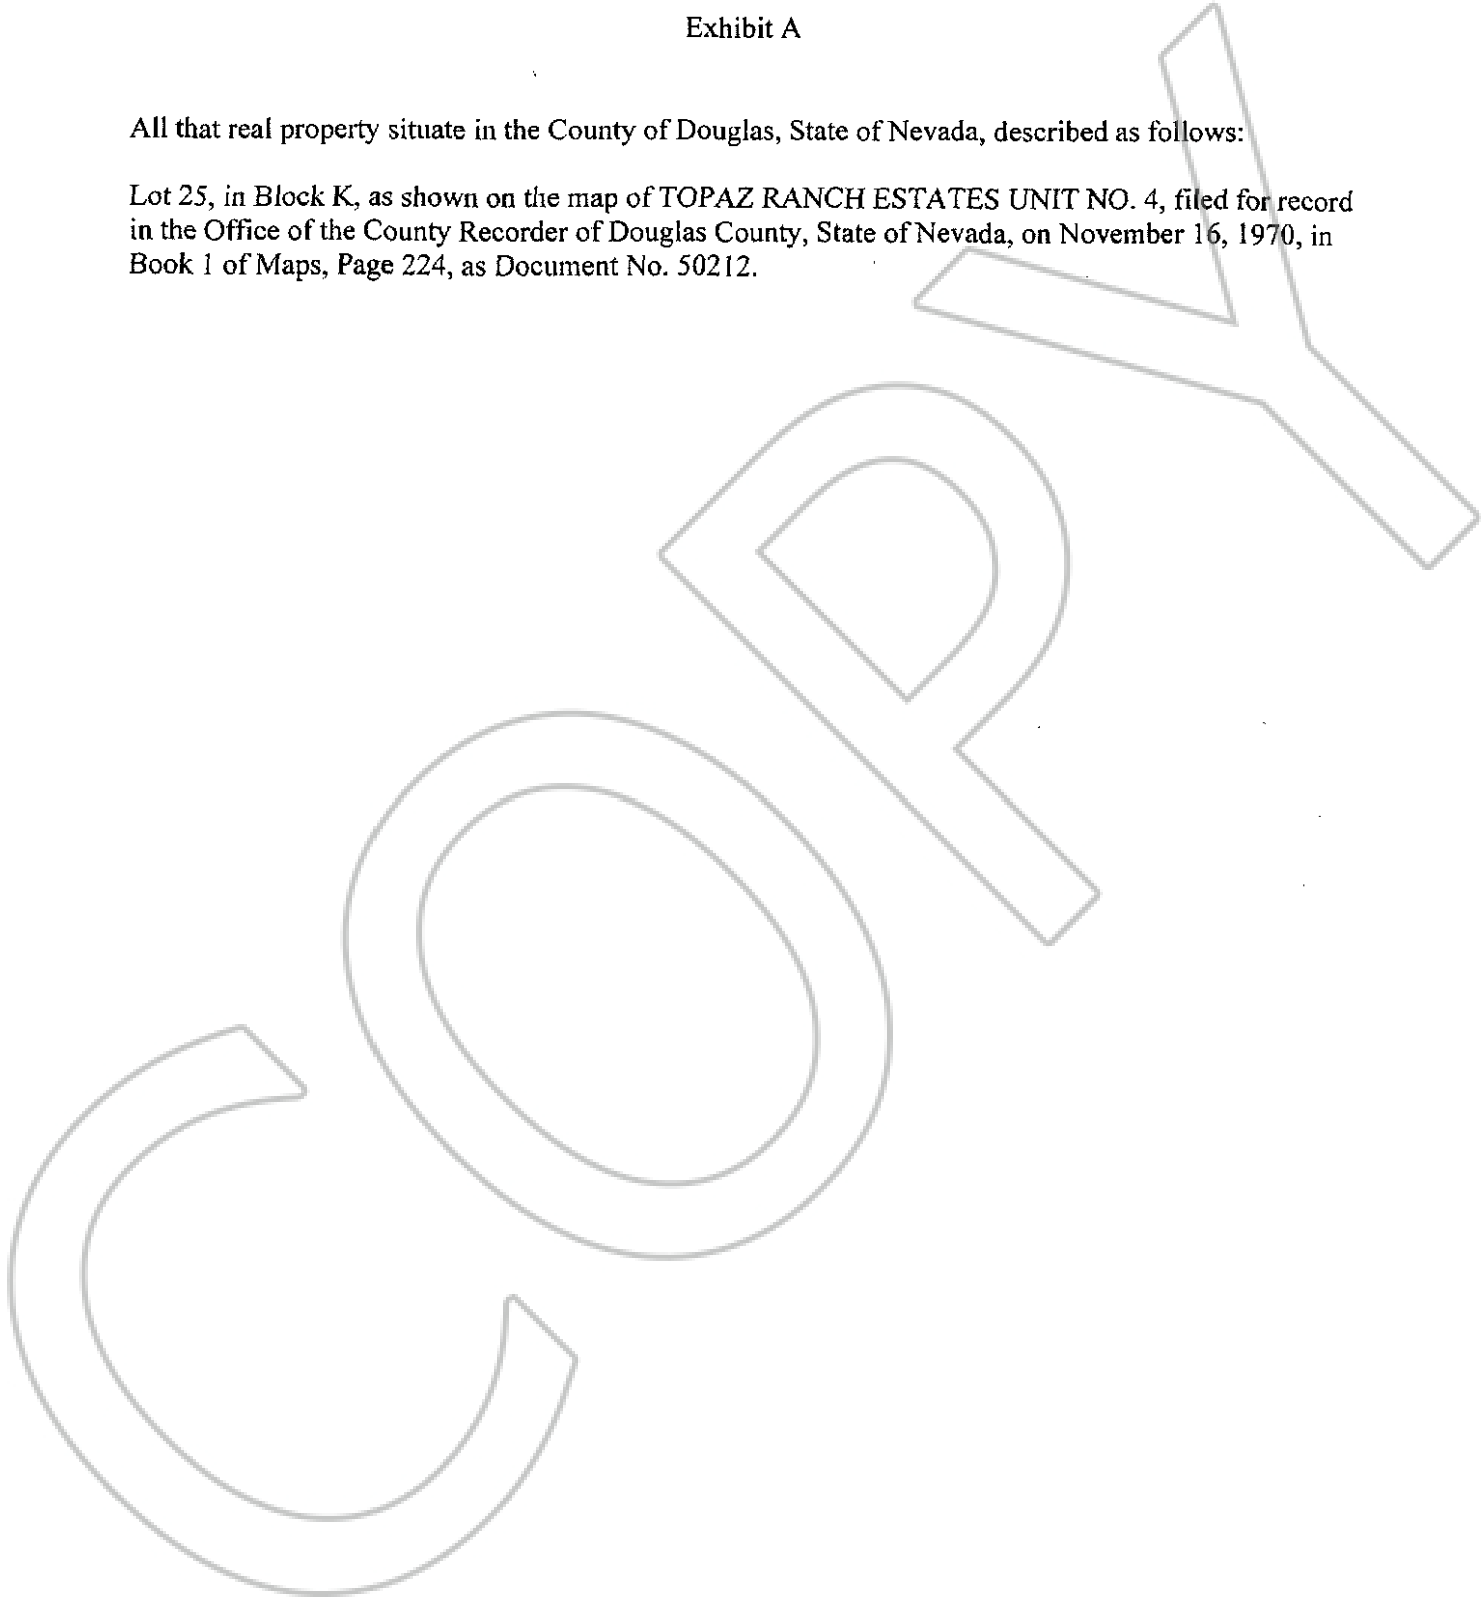 Exhibit A
All that real property situate in the County of Douglas, State of Nevada, described as follows:
Lot 25, in Block K, as shown on the map of TOPAZ RANCH ESTATES UNIT NO. 4, filed for record
in the Office of the County Recorder of Douglas County, State of Nevada, on November 16, 1970, in
Book 1 of Maps, Page 224, as Document No. 50212.
COPY